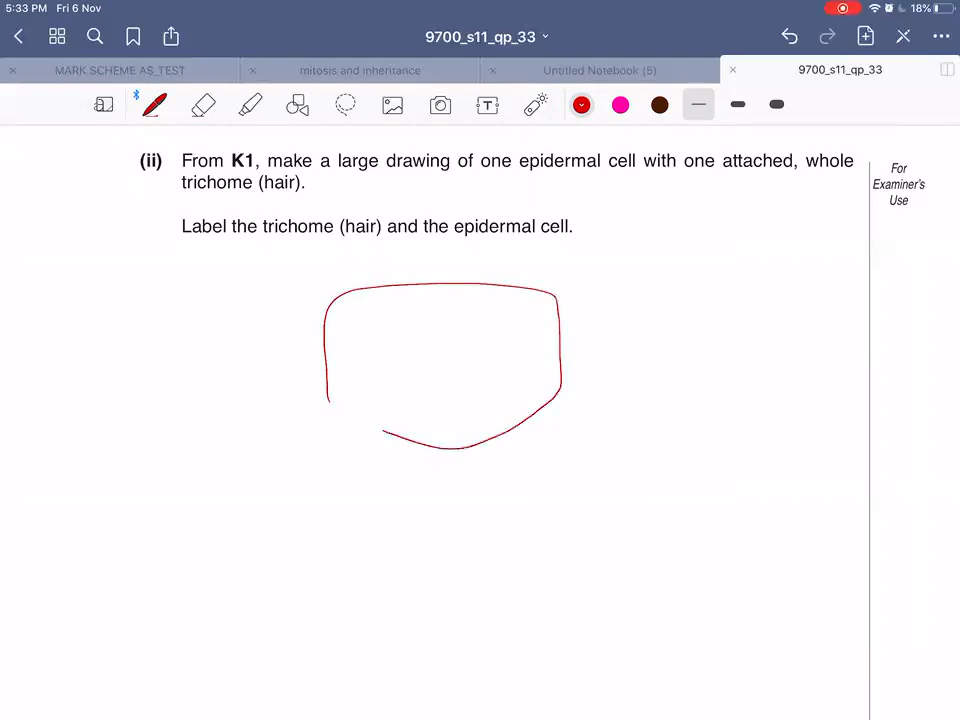 5:33 PM Fri 6 Nov
18%
9700_s11_qp_33
MARK SCHEME AS_TEST
mitosis and inheritance
Untitled Notebook (5)
9700_s11_qp_33
T
(ii) From K1, make a large drawing of one epidermal cell with one attached, whole
trichome (hair).
Label the trichome (hair) and the epidermal cell.
For
Examiner's
Use